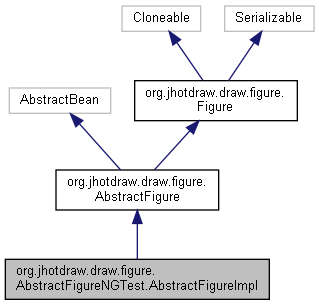 Cloneable
Serializable
AbstractBean
org.jhotdraw.draw.figure.
Figure
org.jhotdraw.draw.figure.
AbstractFigure
org.jhotdraw.draw.figure.
AbstractFigureNGTest.AbstractFigureImpl